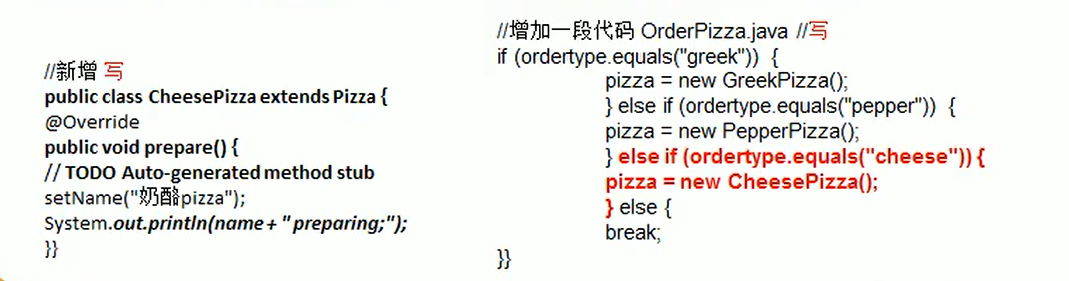 //新增 写
public class CheesePizza extends Pizza {
@Override
public void prepare() {
// TODO Auto-generated method stub
setName("奶酪pizza");
System.out.println(name + " preparing;");
}}
//增加一段代码 OrderPizza.java //写
if (ordertype.equals("greek")) {
pizza = new GreekPizza();
} else if (ordertype.equals("pepper")) {
pizza = new PepperPizza();
} else if (ordertype.equals("cheese")) {
pizza = new CheesePizza();
} else {
break;
}}